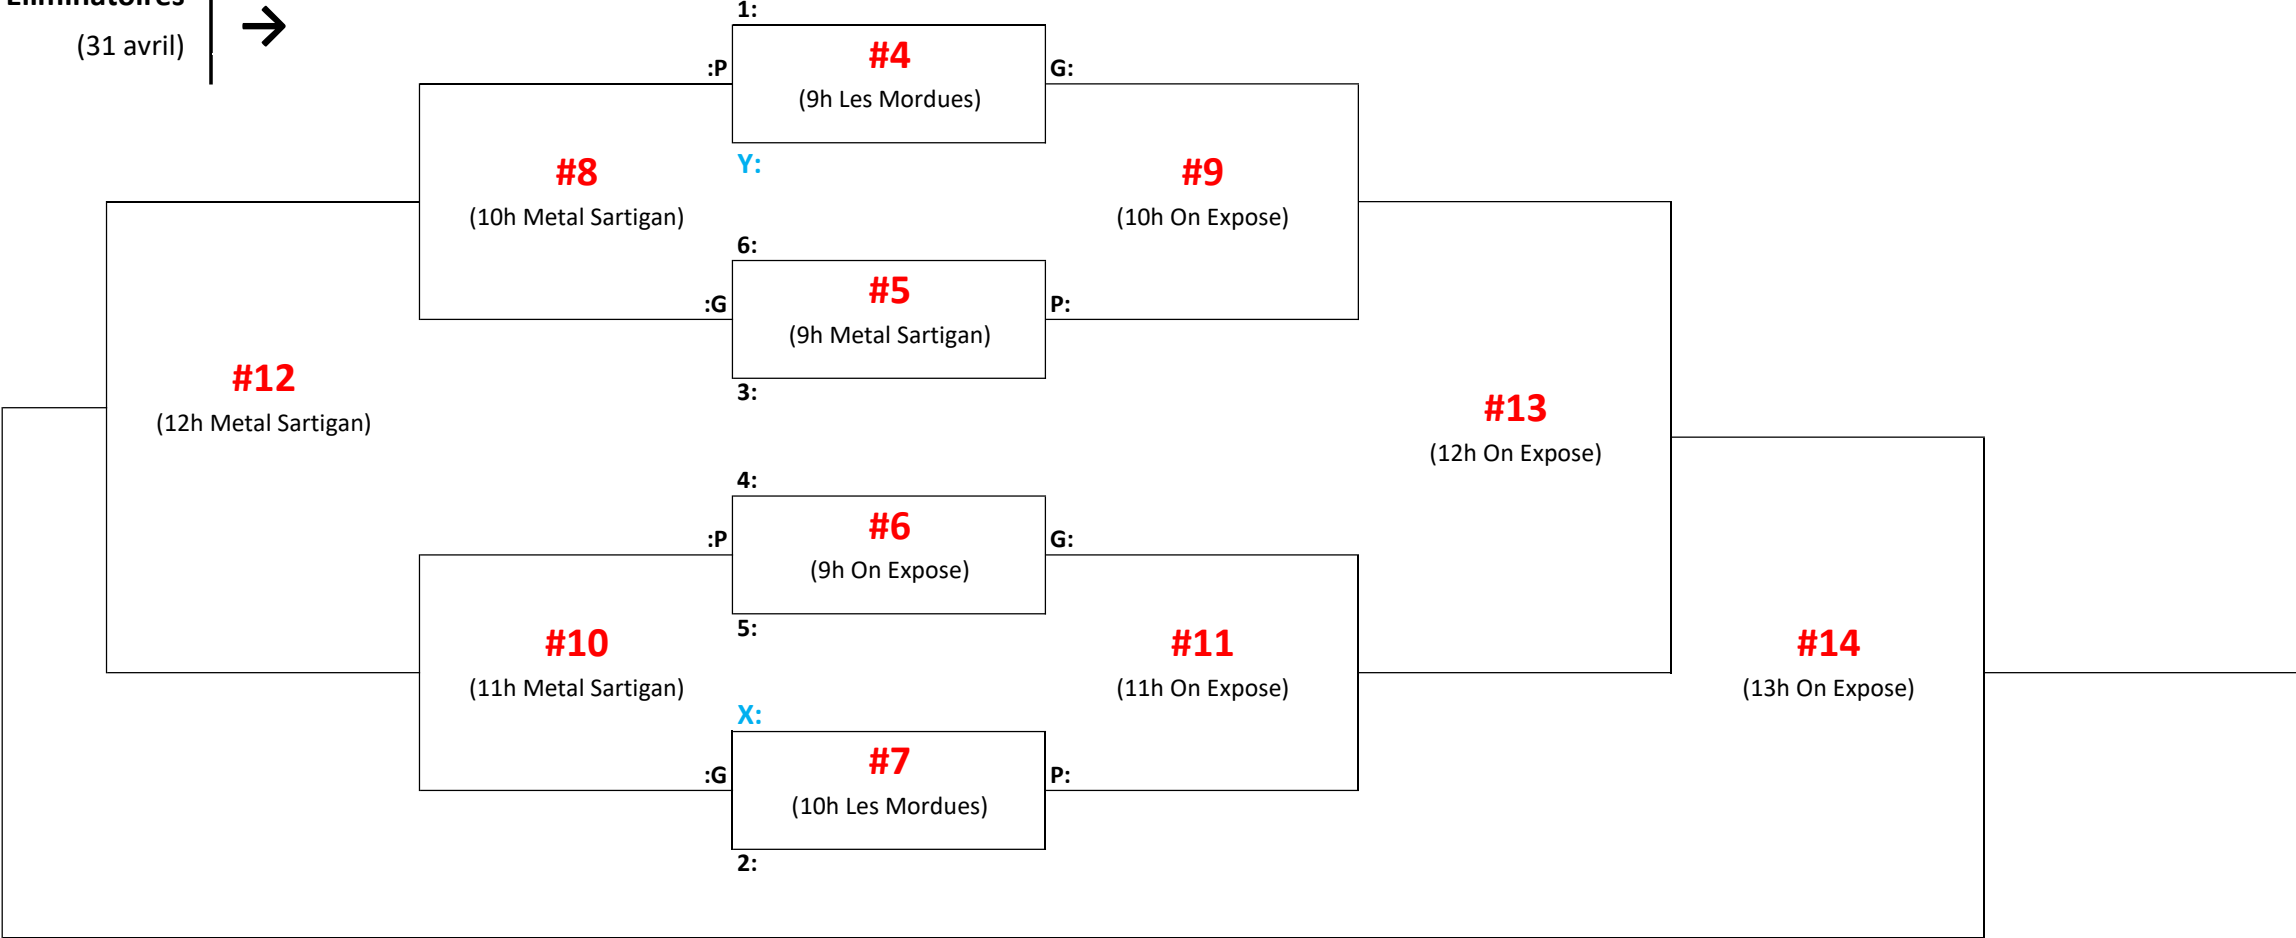 Éliminatoires
(31 avril)
→
1:
:P
#4
G:
(9h Les Mordues)
Y:
#8
(10h Metal Sartigan)
#9
(10h On Expose)
6:
:G
#5
P:
(9h Metal Sartigan)
3:
#12
(12h Metal Sartigan)
#13
(12h On Expose)
4:
:P
#6
G:
(9h On Expose)
5:
#10
(11h Metal Sartigan)
#11
(11h On Expose)
#14
(13h On Expose)
X:
:G
#7
P:
(10h Les Mordues)
2: